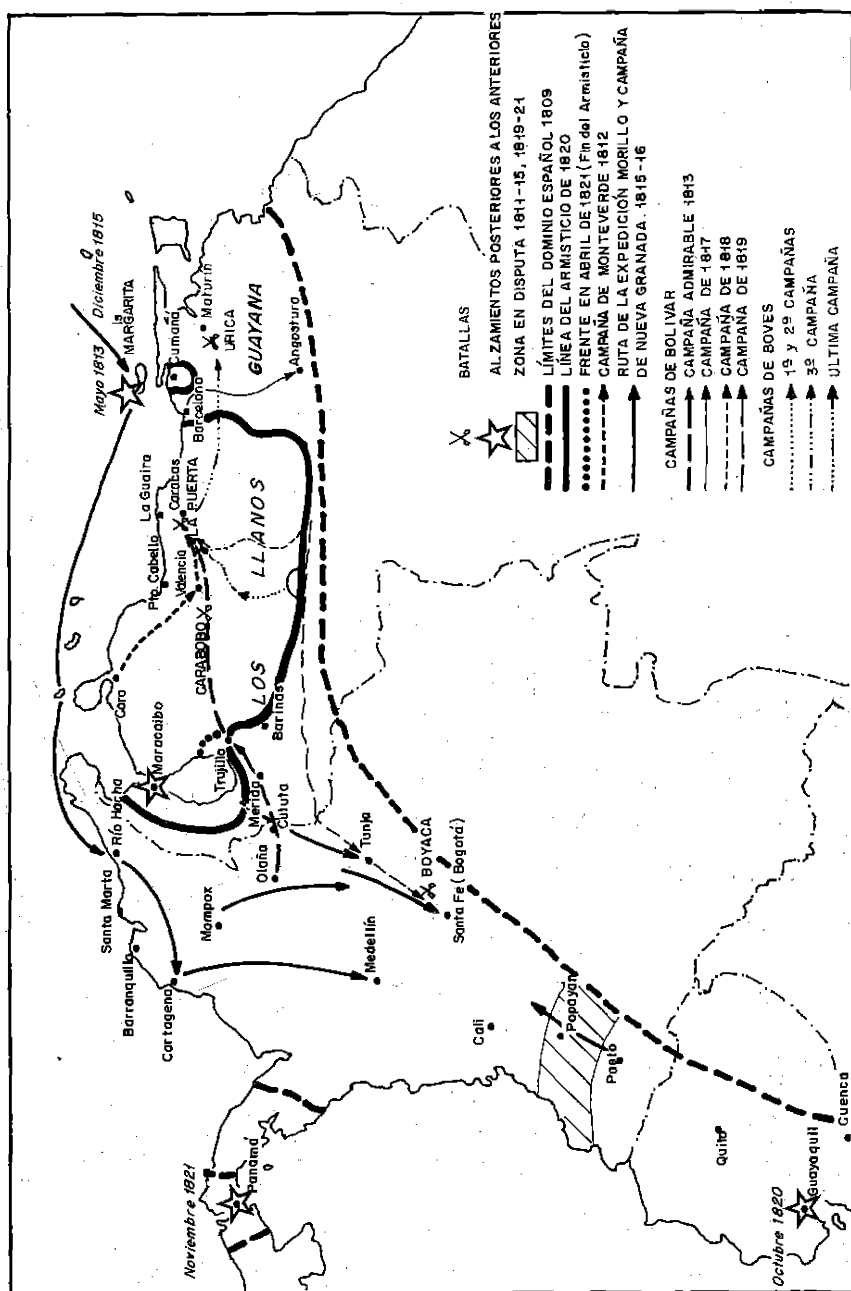 Noviembre 1821
Panamá
Octubre 1820
Guayaquil
Quito
Cuenca
Pasto
Popayan
Cali
Medellín
Cartagena
Barranquilla
Santa Marta
Río Hacha
Mompox
Olaña
Cúcuta
Merida
Tunja
BOYACA
Santa Fe (Bogotá)
Maracaibo
Trujillo
Barinas
Coro
CARABOBO
LOS LLANOS
Pto Cabello
Valencia
La Guaira
Carabas
LA PUERTA
Barcelona
Cumaná
Mayo 1813
Diciembre 1815
la
MARGARITA
Maturín
URICA
GUAYANA
Angostura
BATALLAS
ALZAMIENTOS POSTERIORES A LOS ANTERIORES
ZONA EN DISPUTA 1811-15, 1819-21
LÍMITES DEL DOMINIO ESPAÑOL 1809
LÍNEA DEL ARMISTICIO DE 1820
FRENTE EN ABRIL DE 1821 (Fin del Armisticio)
CAMPAÑA DE MONTEVERDE 1812
RUTA DE LA EXPEDICIÓN MORILLO Y CAMPAÑA
DE NUEVA GRANADA. 1815-16
CAMPAÑAS DE BOLIVAR
CAMPAÑA ADMIRABLE 1813
CAMPAÑA DE 1817
CAMPAÑA DE 1818
CAMPAÑA DE 1819
CAMPAÑAS DE BOVES
1ª y 2ª CAMPAÑAS
3ª CAMPAÑA
ULTIMA CAMPAÑA